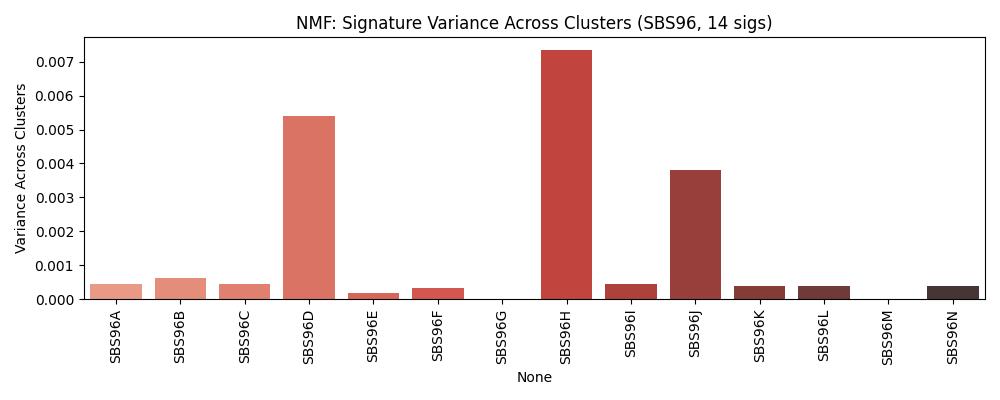 NMF: Signature Variance Across Clusters (SBS96, 14 sigs)
Variance Across Clusters
0.007
0.006
0.005
0.004
0.003
0.002
0.001
0.000
SBS96A
SBS96B
SBS96C
SBS96D
SBS96E
SBS96F
SBS96G
SBS96H
SBS96I
SBS96J
SBS96K
SBS96L
SBS96M
SBS96N
None